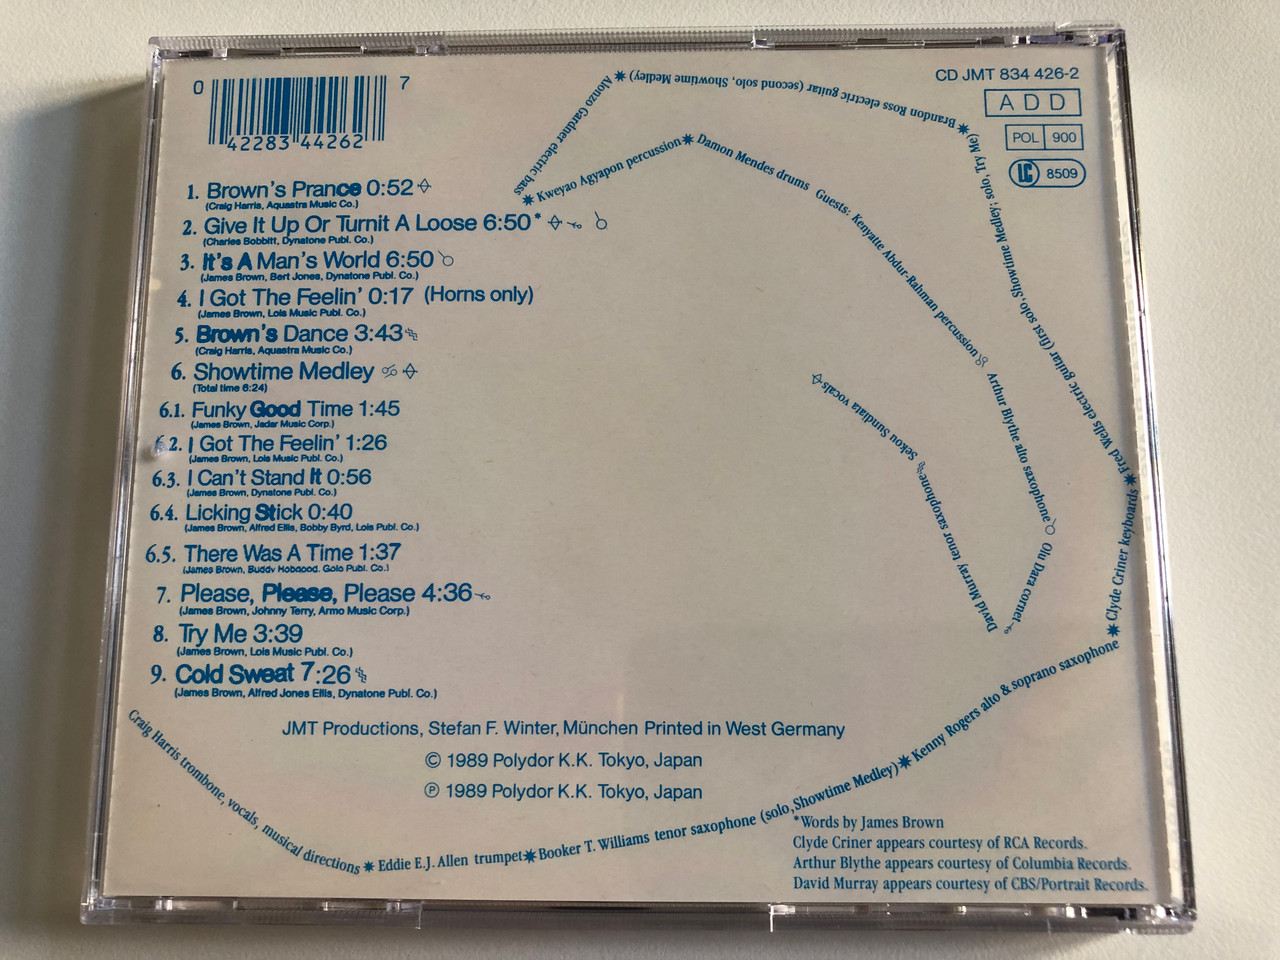 0 42283 44262 7
CD JMT 834 426-2
ADD
POL 900
LC 8509
1. Brown's Prance 0:52
(Craig Harris, Aquastra Music Co.)
2. Give It Up Or Turnit A Loose 6:50*
(Charles Bobbitt, Dynatone Publ. Co.)
3. It's A Man's World 6:50
(James Brown, Bert Jones, Dynatone Publ. Co.)
4. I Got The Feelin' 0:17 (Horns only)
(James Brown, Lois Music Publ. Co.)
5. Brown's Dance 3:43
(Craig Harris, Aquastra Music Co.)
6. Showtime Medley
(Total time 6:24)
6.1. Funky Good Time 1:45
(James Brown, Jadar Music Corp.)
6.2. I Got The Feelin' 1:26
(James Brown, Lois Music Publ. Co.)
6.3. I Can't Stand It 0:56
(James Brown, Dynatone Publ. Co.)
6.4. Licking Stick 0:40
(James Brown, Alfred Ellis, Bobby Byrd, Lois Publ. Co.)
6.5. There Was A Time 1:37
(James Brown, Buddy Hobgood, Golo Publ. Co.)
7. Please, Please, Please 4:36
(James Brown, Johnny Terry, Armo Music Corp.)
8. Try Me 3:39
(James Brown, Lois Music Publ. Co.)
9. Cold Sweat 7:26
(James Brown, Alfred Jones Ellis, Dynatone Publ. Co.)
Craig Harris trombone, vocals, musical directions * Eddie E.J. Allen trumpet * Booker T. Williams tenor saxophone (solo, Showtime Medley) * Kenny Rogers alto & soprano saxophone * Clyde Criner keyboards * Fred Wells electric guitar (first solo, Showtime Medley; solo, Try Me) * Brandon Ross electric guitar (second solo, Showtime Medley) * Alonzo Gardner electric bass * Kweyao Agyapon percussion * Damon Mendes drums Guests: Kenyatte Abdur-Rahman percussion Arthur Blythe alto saxophone Olu Dara cornet David Murray tenor saxophone Sekou Sundiata vocals
JMT Productions, Stefan F. Winter, München Printed in West Germany
© 1989 Polydor K.K. Tokyo, Japan
℗ 1989 Polydor K.K. Tokyo, Japan
*Words by James Brown
Clyde Criner appears courtesy of RCA Records.
Arthur Blythe appears courtesy of Columbia Records.
David Murray appears courtesy of CBS/Portrait Records.